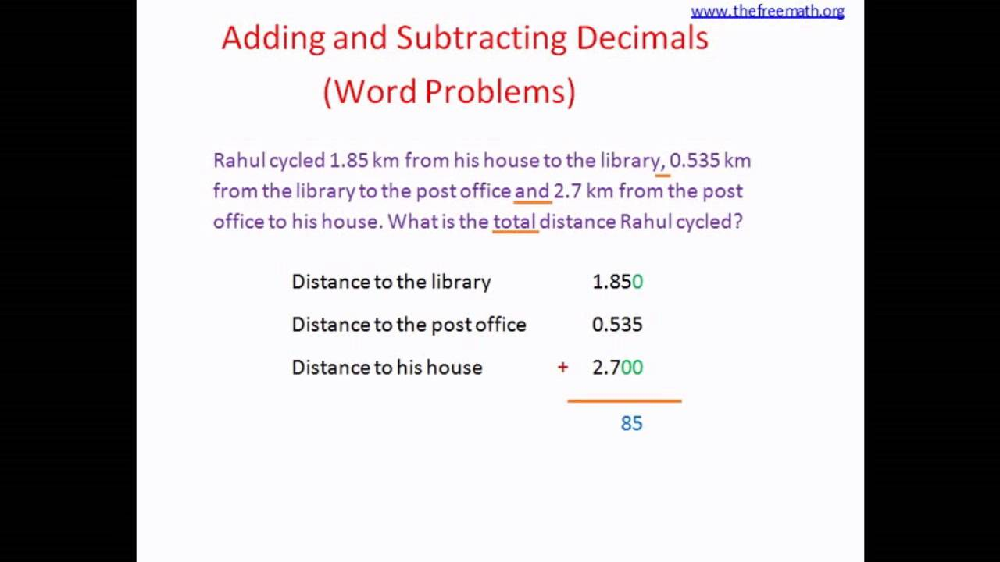 www.thefreemath.org
Adding and Subtracting Decimals
(Word Problems)
Rahul cycled 1.85 km from his house to the library, 0.535 km
from the library to the post office and 2.7 km from the post
office to his house. What is the total distance Rahul cycled?
Distance to the library 1.850
Distance to the post office 0.535
Distance to his house + 2.700
85